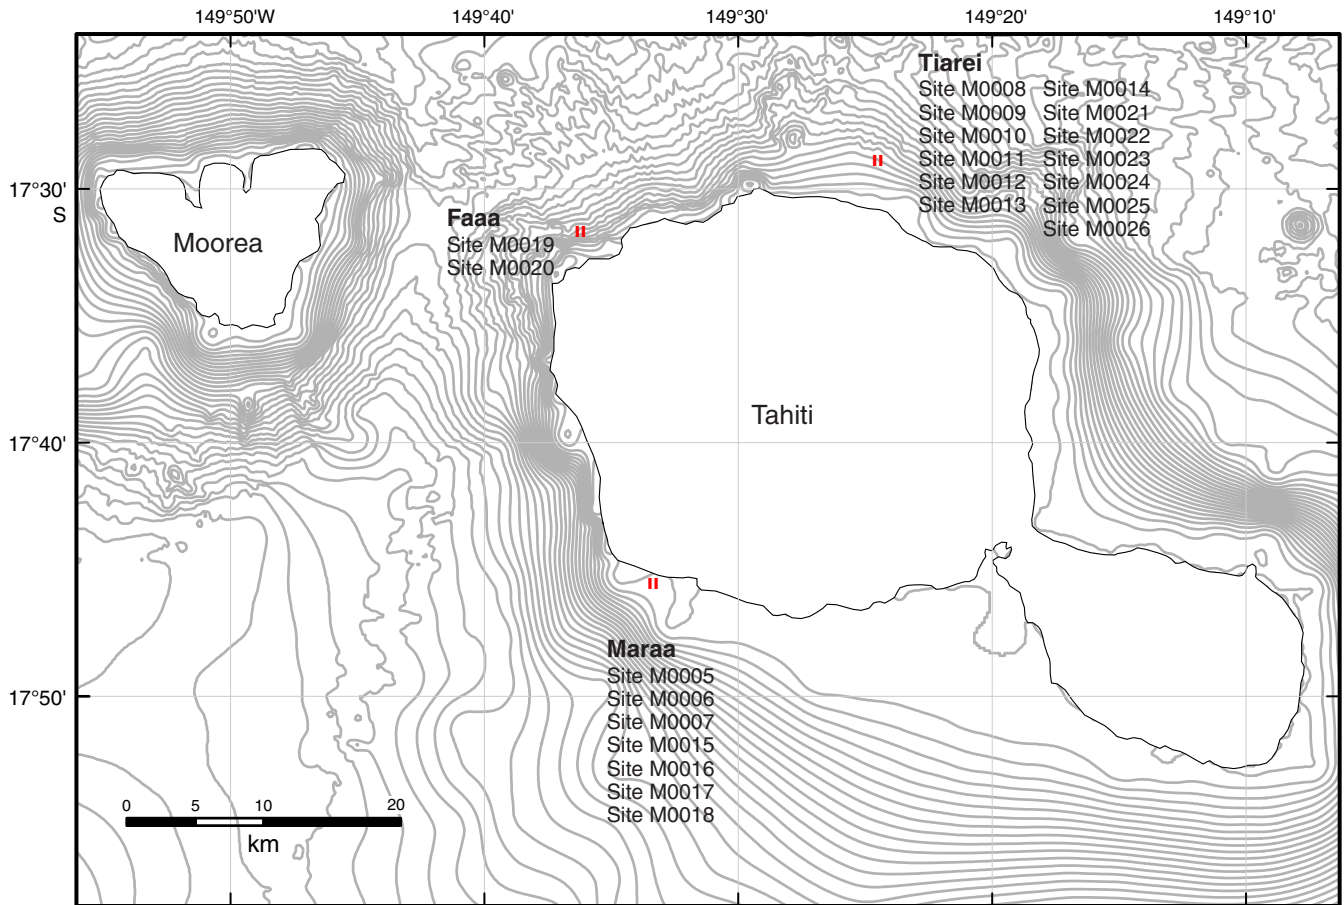 149°50'W 149°40' 149°30' 149°20' 149°10'
Tiarei
Site M0008 Site M0014
Site M0009 Site M0021
Site M0010 Site M0022
Site M0011 Site M0023
Site M0012 Site M0024
Site M0013 Site M0025
Site M0026
17°30'
S
Moorea
Faaa
Site M0019
Site M0020
Tahiti
17°40'
Maraa
Site M0005
Site M0006
Site M0007
Site M0015
Site M0016
Site M0017
Site M0018
17°50'
0 5 10 20
km